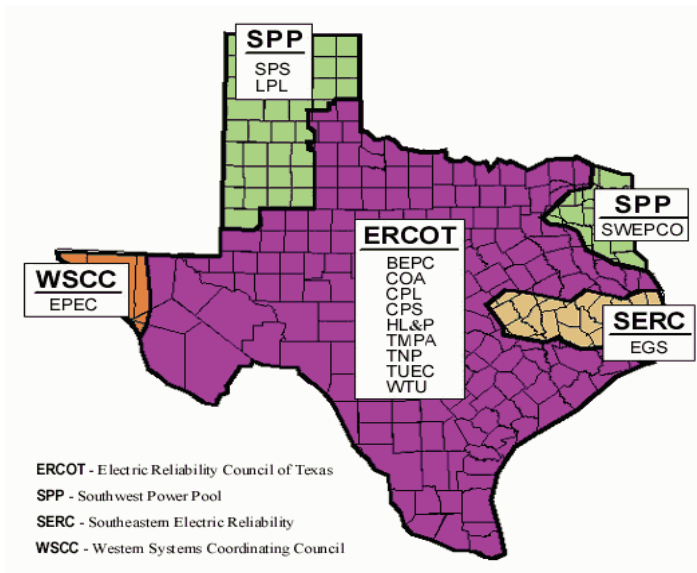 SPP
SPS
LPL
SPP
SWEPCO
ERCOT
BEPC
COA
CPL
CPS
HL&P
TMPA
TNP
TUEC
WTU
WSCC
EPEC
SERC
EGS
ERCOT - Electric Reliability Council of Texas
SPP - Southwest Power Pool
SERC - Southeastern Electric Reliability
WSCC - Western Systems Coordinating Council